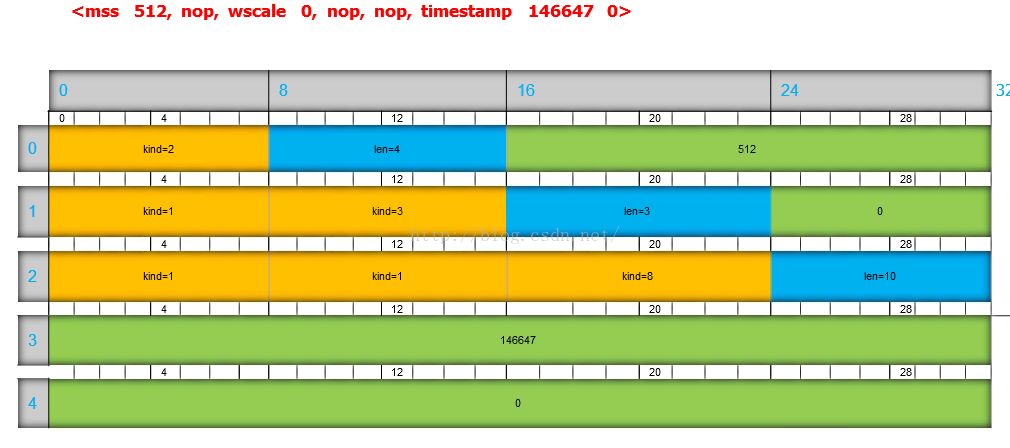 <mss 512, nop, wscale 0, nop, nop, timestamp 146647 0>
0 8 16 24 32
0 4 12 20 28
0 kind=2 len=4 512
4 12 20 28
1 kind=1 kind=3 len=3 0
http://blog.csdn.net/
4 12 20 28
2 kind=1 kind=1 kind=8 len=10
4 12 20 28
3 146647
4 12 20 28
4 0